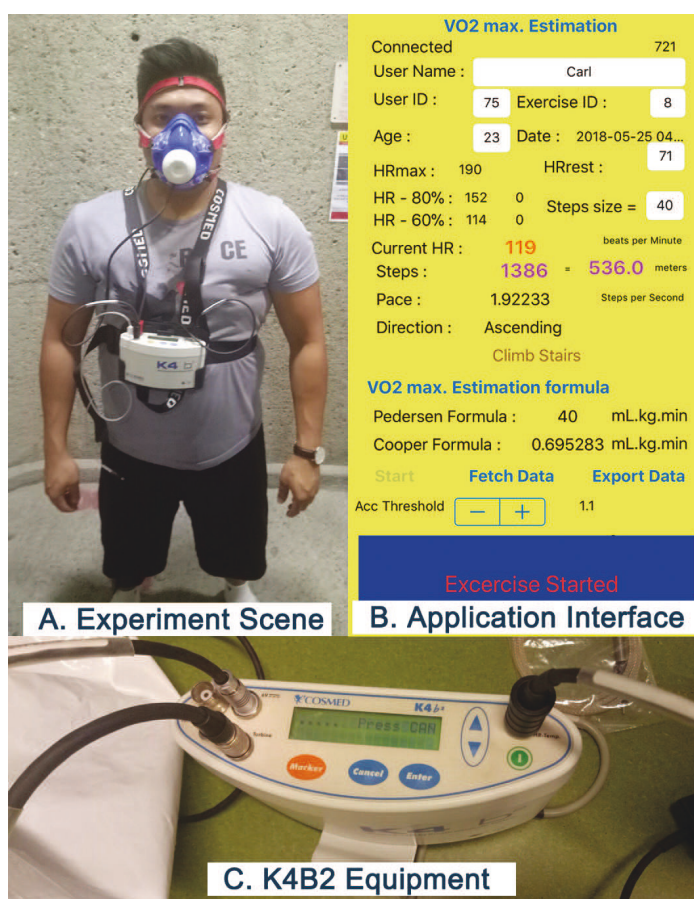 COSMED
COSMED
CE
K4 b
A. Experiment Scene
VO2 max. Estimation
Connected 721
User Name : Carl
User ID : 75 Exercise ID : 8
Age : 23 Date : 2018-05-25 04...
HRmax : 190 HRrest : 71
HR - 80% : 152 0 Steps size = 40
HR - 60% : 114 0
Current HR : 119 beats per Minute
Steps : 1386 = 536.0 meters
Pace : 1.92233 Steps per Second
Direction : Ascending
Climb Stairs
VO2 max. Estimation formula
Pedersen Formula : 40 mL.kg.min
Cooper Formula : 0.695283 mL.kg.min
Start Fetch Data Export Data
Acc Threshold − + 1.1
Excercise Started
B. Application Interface
COSMED K4b²
Press CAN
Turbine
Marker Cancel Enter
K4 b
C. K4B2 Equipment